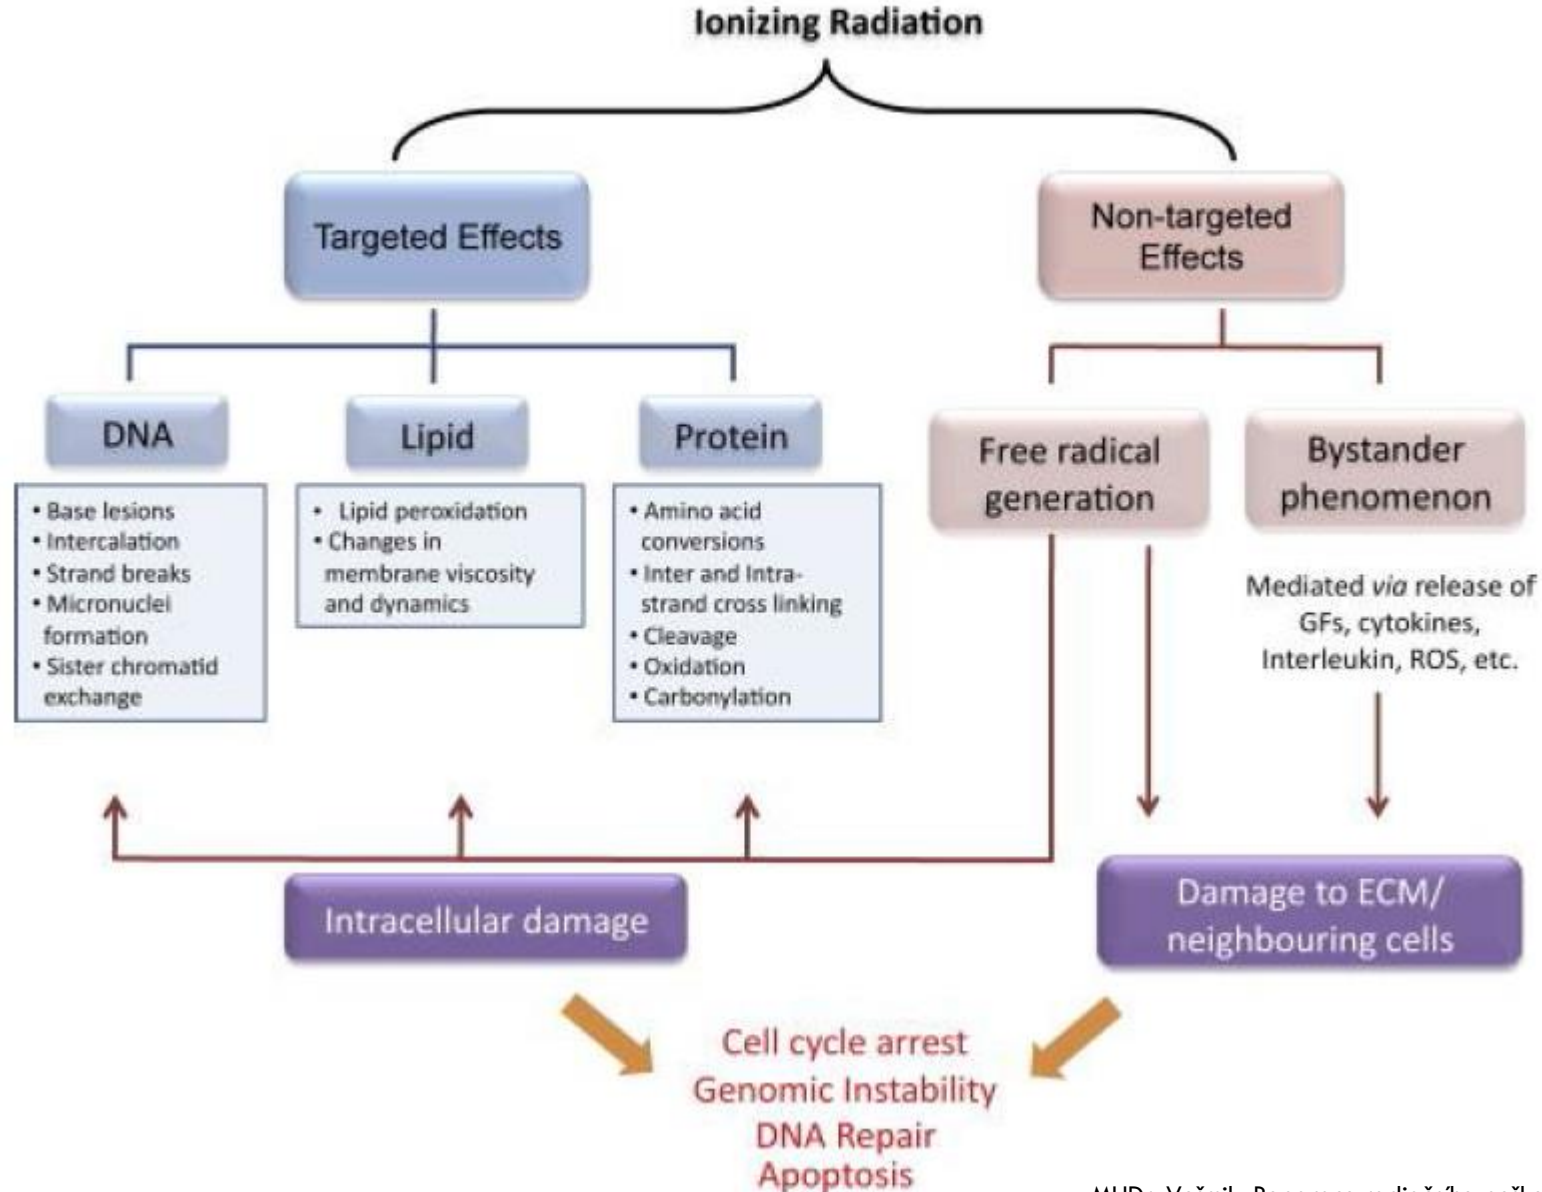 Ionizing Radiation
Targeted Effects
Non-targeted
Effects
DNA
Lipid
Protein
Free radical
generation
Bystander
phenomenon
• Base lesions
• Intercalation
• Strand breaks
• Micronuclei
formation
• Sister chromatid
exchange
• Lipid peroxidation
• Changes in
membrane viscosity
and dynamics
• Amino acid
conversions
• Inter and Intra-
strand cross linking
• Cleavage
• Oxidation
• Carbonylation
Mediated via release of
GFs, cytokines,
Interleukin, ROS, etc.
Intracellular damage
Damage to ECM/
neighbouring cells
Cell cycle arrest
Genomic Instability
DNA Repair
Apoptosis